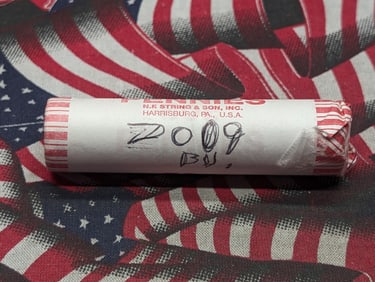 PENNIES
N.F. STRING & SON, INC.
HARRISBURG, PA., U.S.A.
2009
BU.